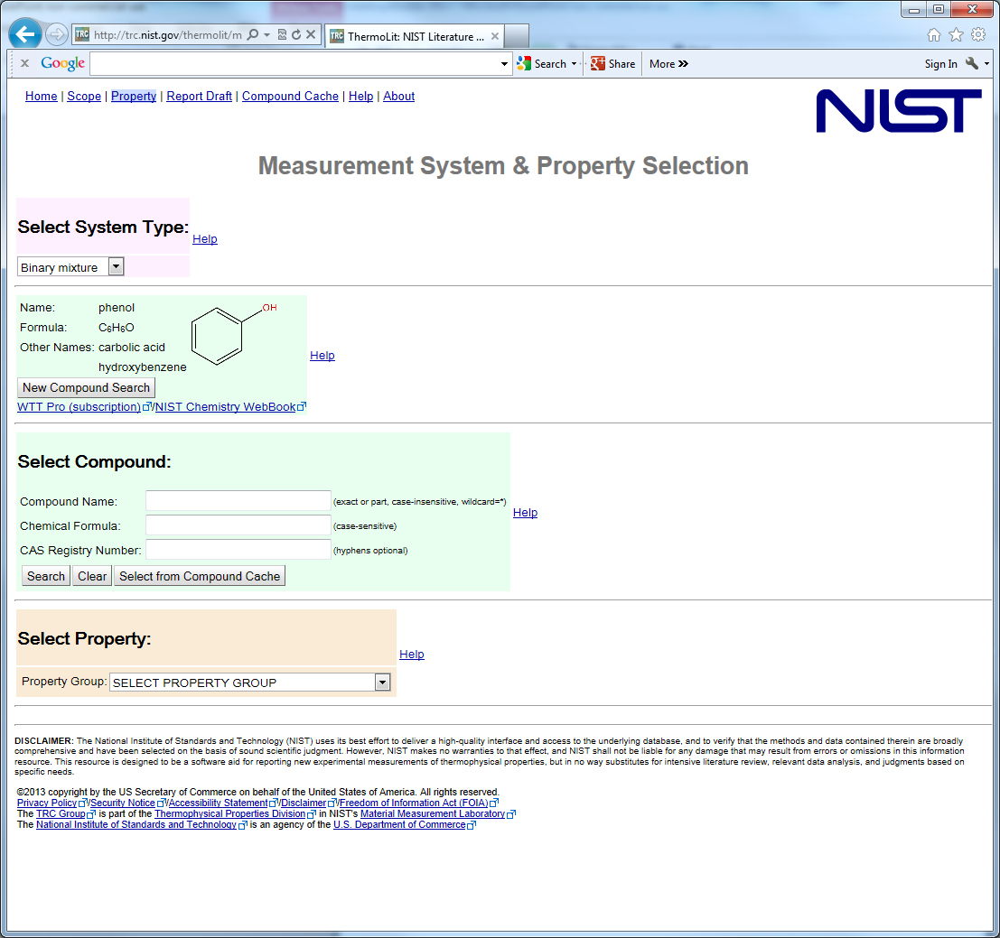 TRC http://trc.nist.gov/thermolit/m
TRC ThermoLit: NIST Literature ...
x Google Search Share More Sign In
Home | Scope | Property | Report Draft | Compound Cache | Help | About
NIST
Measurement System & Property Selection
Select System Type: Help
Binary mixture
Name: phenol
OH
Formula: C₆H₆O
Other Names: carbolic acid
hydroxybenzene
Help
New Compound Search
WTT Pro (subscription)/NIST Chemistry WebBook
Select Compound:
Compound Name: (exact or part, case-insensitive, wildcard=*)
Help
Chemical Formula: (case-sensitive)
CAS Registry Number: (hyphens optional)
Search Clear Select from Compound Cache
Select Property:
Help
Property Group: SELECT PROPERTY GROUP
DISCLAIMER: The National Institute of Standards and Technology (NIST) uses its best effort to deliver a high-quality interface and access to the underlying database, and to verify that the methods and data contained therein are broadly
comprehensive and have been selected on the basis of sound scientific judgment. However, NIST makes no warranties to that effect, and NIST shall not be liable for any damage that may result from errors or omissions in this information
resource. This resource is designed to be a software aid for reporting new experimental measurements of thermophysical properties, but in no way substitutes for intensive literature review, relevant data analysis, and judgments based on
specific needs.
©2013 copyright by the US Secretary of Commerce on behalf of the United States of America. All rights reserved.
Privacy Policy/Security Notice/Accessibility Statement/Disclaimer/Freedom of Information Act (FOIA)
The TRC Group is part of the Thermophysical Properties Division in NIST's Material Measurement Laboratory
The National Institute of Standards and Technology is an agency of the U.S. Department of Commerce